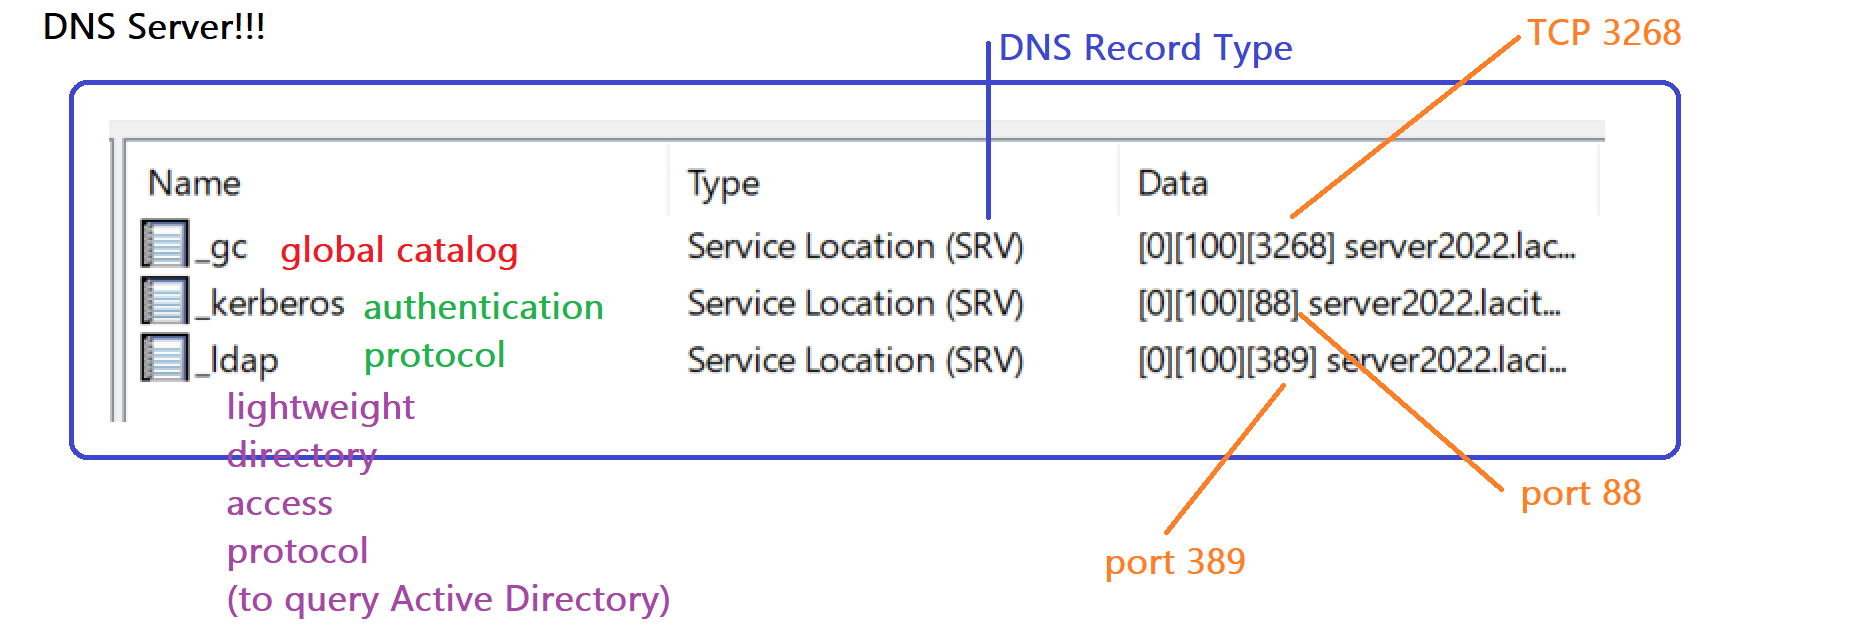 DNS Server!!!
DNS Record Type
TCP 3268
Name Type Data
_gc global catalog Service Location (SRV) [0][100][3268] server2022.lac...
_kerberos authentication Service Location (SRV) [0][100][88] server2022.lacit...
protocol
_ldap Service Location (SRV) [0][100][389] server2022.laci...
lightweight
directory
access
protocol
(to query Active Directory)
port 88
port 389